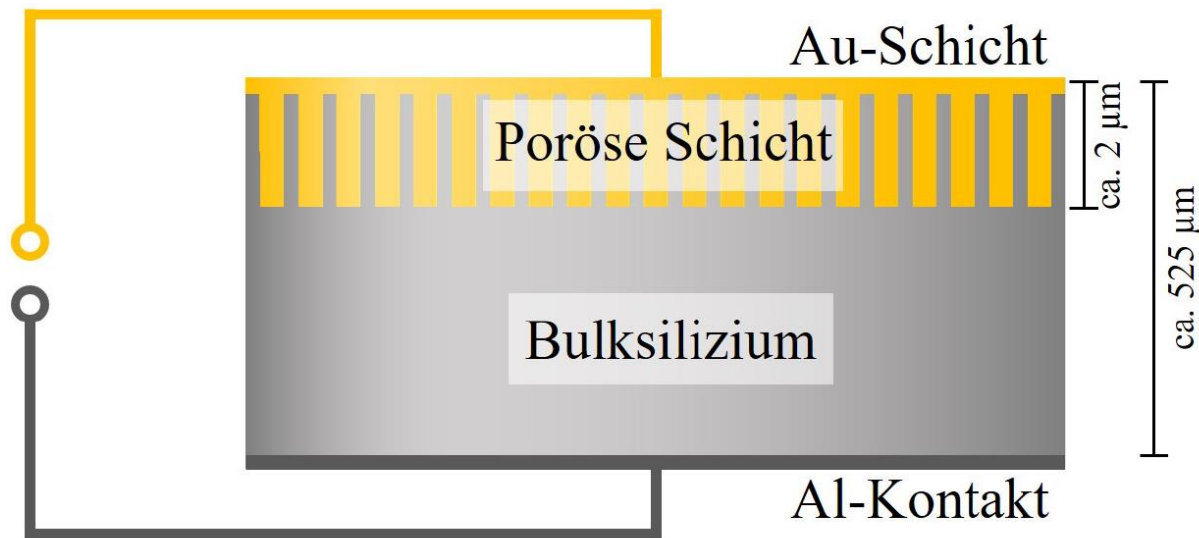 Au-Schicht
Poröse Schicht
ca. 2 µm
ca. 525 µm
Bulksilizium
Al-Kontakt